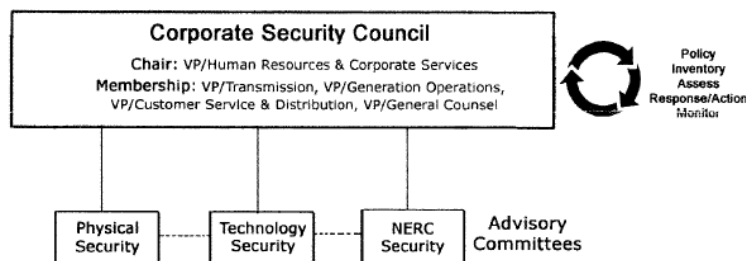 Corporate Security Council
Chair: VP/Human Resources & Corporate Services
Membership: VP/Transmission, VP/Generation Operations,
VP/Customer Service & Distribution, VP/General Counsel
Policy
Inventory
Assess
Response/Action
Monitor
Physical
Security
Technology
Security
NERC
Security
Advisory
Committees